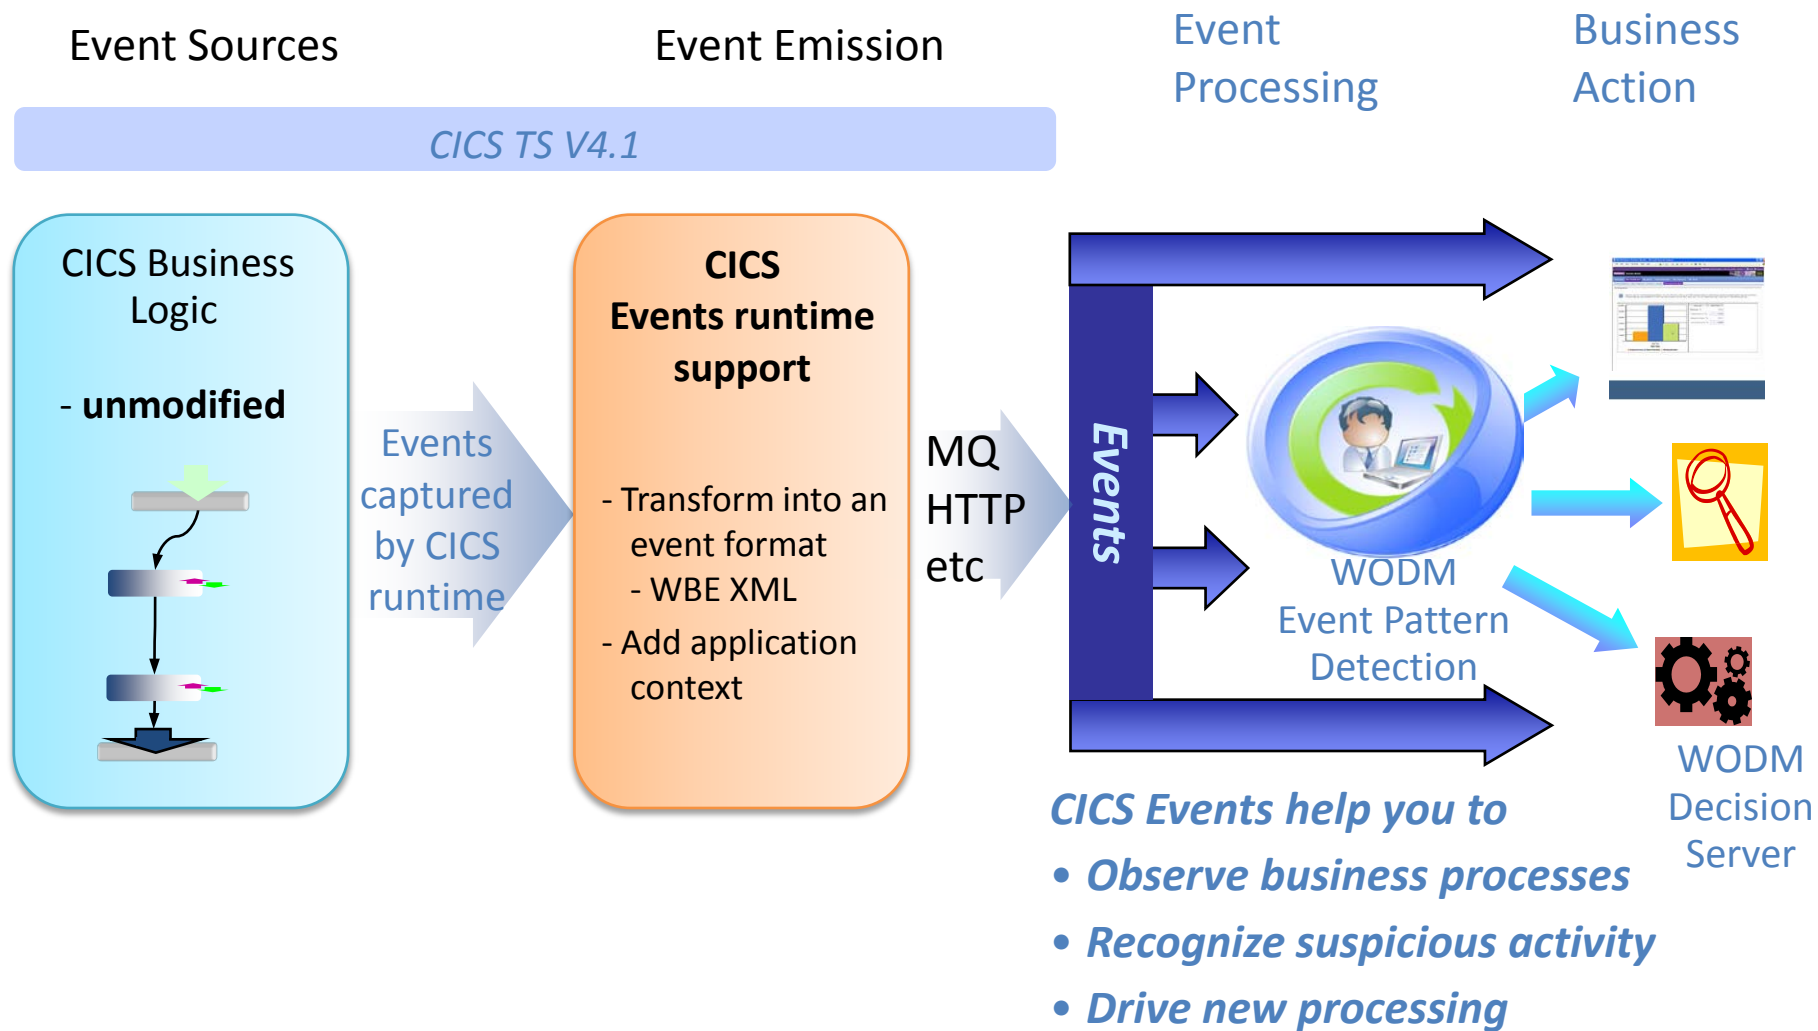 Event Sources
Event Emission
Event
Processing
Business
Action
CICS TS V4.1
CICS Business
Logic
- unmodified
Events
captured
by CICS
runtime
CICS
Events runtime
support
- Transform into an
event format
- WBE XML
- Add application
context
MQ
HTTP
etc
Events
WODM
Event Pattern
Detection
WODM
Decision
Server
CICS Events help you to
• Observe business processes
• Recognize suspicious activity
• Drive new processing